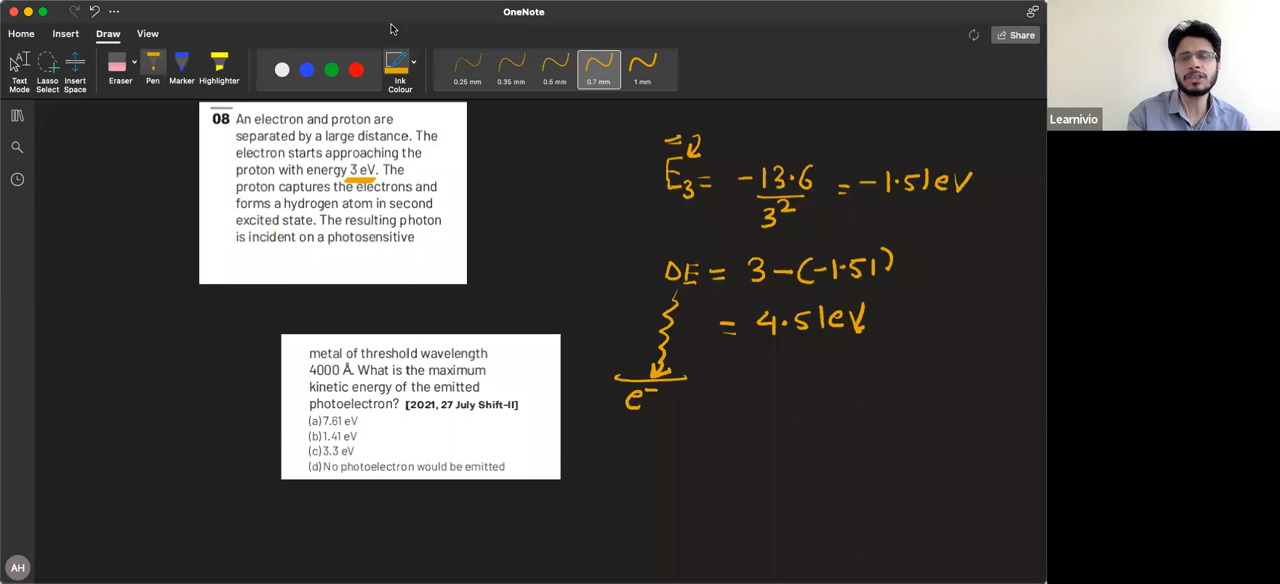 OneNote
Home Insert Draw View
Share
Text Mode
Lasso Select
Insert Space
Eraser
Pen
Marker
Highlighter
Ink Colour
0.25 mm
0.35 mm
0.5 mm
0.7 mm
1 mm
Learnivio
08 An electron and proton are
separated by a large distance. The
electron starts approaching the
proton with energy 3 eV. The
proton captures the electrons and
forms a hydrogen atom in second
excited state. The resulting photon
is incident on a photosensitive
metal of threshold wavelength
4000 Å. What is the maximum
kinetic energy of the emitted
photoelectron? [2021, 27 July Shift-II]
(a) 7.61 eV
(b) 1.41 eV
(c) 3.3 eV
(d) No photoelectron would be emitted
E₃ = -13.6/3² = -1.51eV
ΔE = 3-(-1.51)
= 4.51eV
e⁻
AH